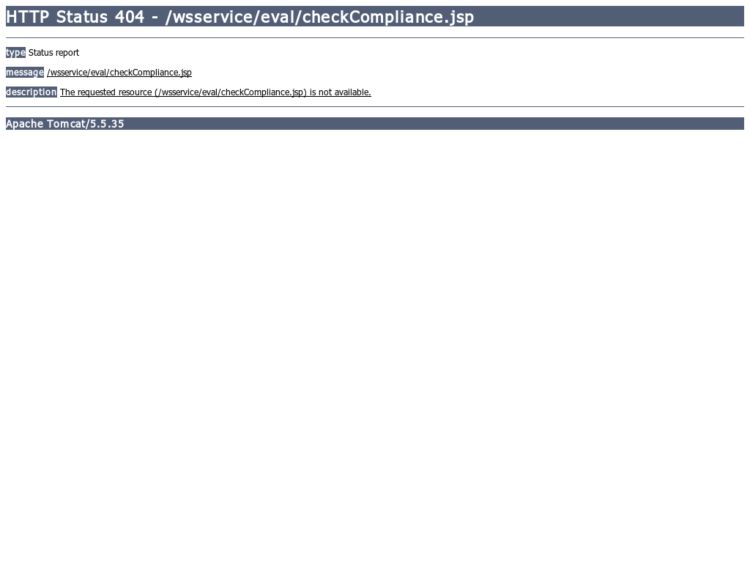 HTTP Status 404 - /wsservice/eval/checkCompliance.jsp
type Status report
message /wsservice/eval/checkCompliance.jsp
description The requested resource (/wsservice/eval/checkCompliance.jsp) is not available.
Apache Tomcat/5.5.35